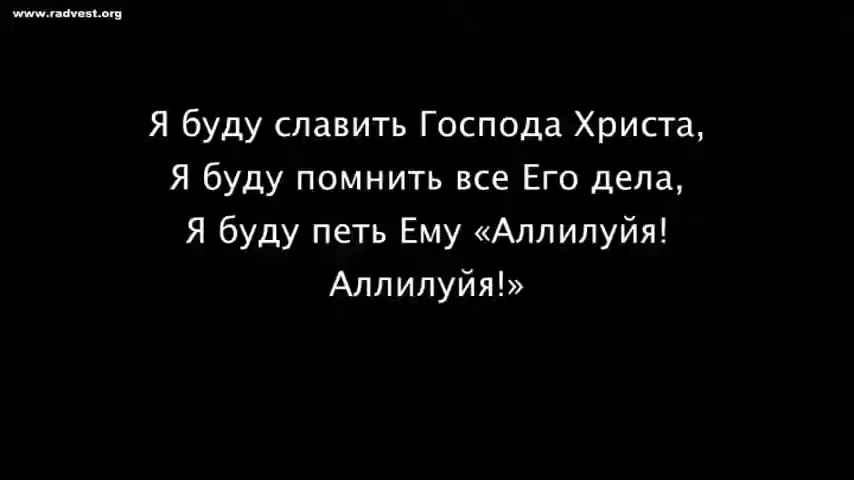 www.radvest.org
Я буду славить Господа Христа,
Я буду помнить все Его дела,
Я буду петь Ему «Аллилуйя!
Аллилуйя!»